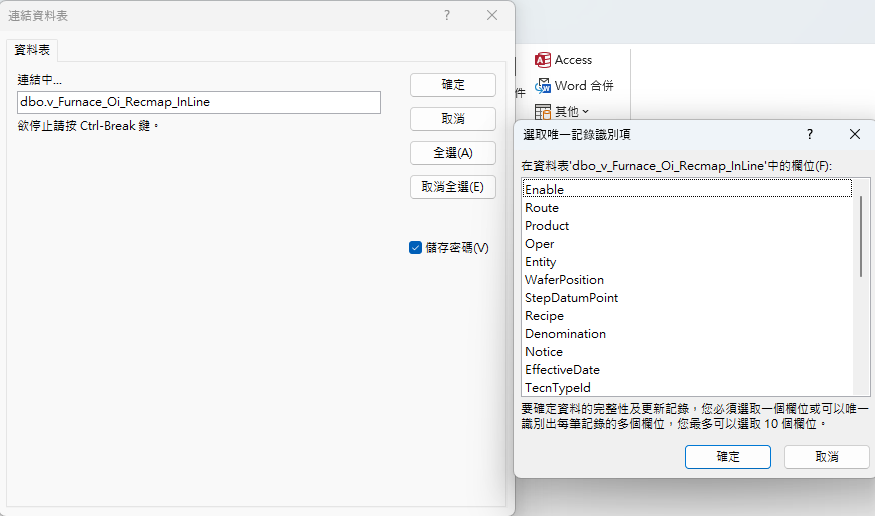 連結資料表
資料表
連結中...
dbo.v_Furnace_Oi_Recmap_InLine
欲停止請按 Ctrl-Break 鍵。
確定
取消
全選(A)
取消全選(E)
儲存密碼(V)
Access
Word 合併
件
其他
選取唯一記錄識別項
在資料表'dbo_v_Furnace_Oi_Recmap_InLine'中的欄位(F):
Enable
Route
Product
Oper
Entity
WaferPosition
StepDatumPoint
Recipe
Denomination
Notice
EffectiveDate
TecnTypeId
要確定資料的完整性及更新記錄，您必須選取一個欄位或可以唯一
識別出每筆記錄的多個欄位，您最多可以選取 10 個欄位。
確定
取消